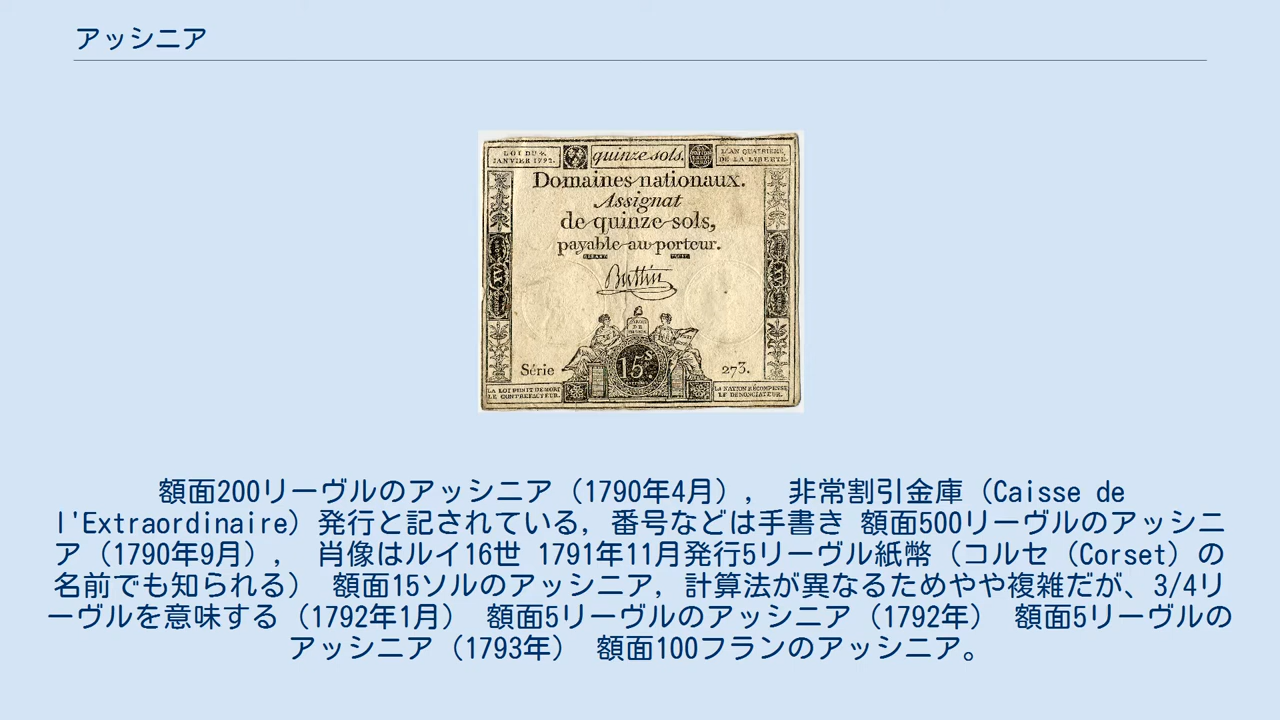 アッシニア
LOI DU 4. JANVIER 1792.
quinze sols.
L'AN QUATRIÈME, DE LA LIBERTÉ.
Domaines nationaux.
Assignat
de quinze sols,
payable au porteur.
Buttin
XV
XV
15 S
Série
273.
LA LOI PUNIT DE MORT
LE CONTREFACTEUR.
LA NATION RÉCOMPENSE
LE DÉNONCIATEUR.
額面200リーヴルのアッシニア（1790年4月）， 非常割引金庫（Caisse de
l'Extraordinaire）発行と記されている，番号などは手書き 額面500リーヴルのアッシニ
ア（1790年9月）， 肖像はルイ16世 1791年11月発行5リーヴル紙幣（コルセ（Corset）の
名前でも知られる） 額面15ソルのアッシニア，計算法が異なるためやや複雑だが、3/4リ
ーヴルを意味する（1792年1月） 額面5リーヴルのアッシニア（1792年） 額面5リーヴルの
アッシニア（1793年） 額面100フランのアッシニア。